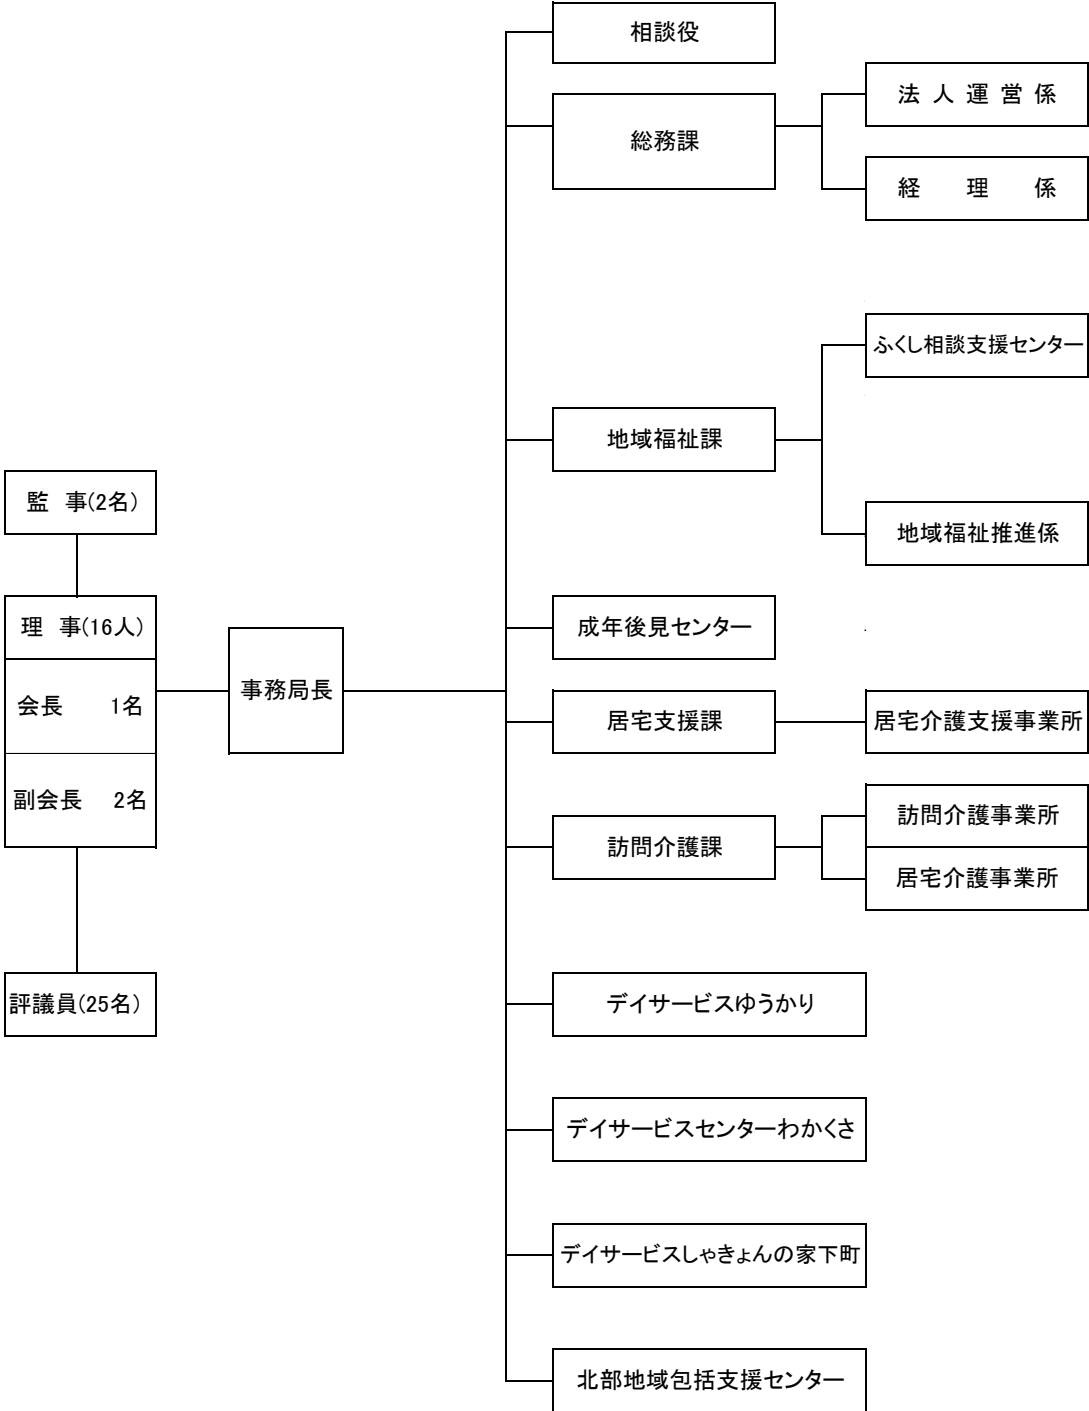 相談役
法 人 運 営 係
総務課
経 理 係
ふくし相談支援センター
地域福祉課
監 事(2名)
地域福祉推進係
理 事(16人)
成年後見センター
事務局長
会長 1名
居宅支援課
居宅介護支援事業所
副会長 2名
訪問介護事業所
訪問介護課
居宅介護事業所
評議員(25名)
デイサービスゆうかり
デイサービスセンターわかくさ
デイサービスしゃきょんの家下町
北部地域包括支援センター